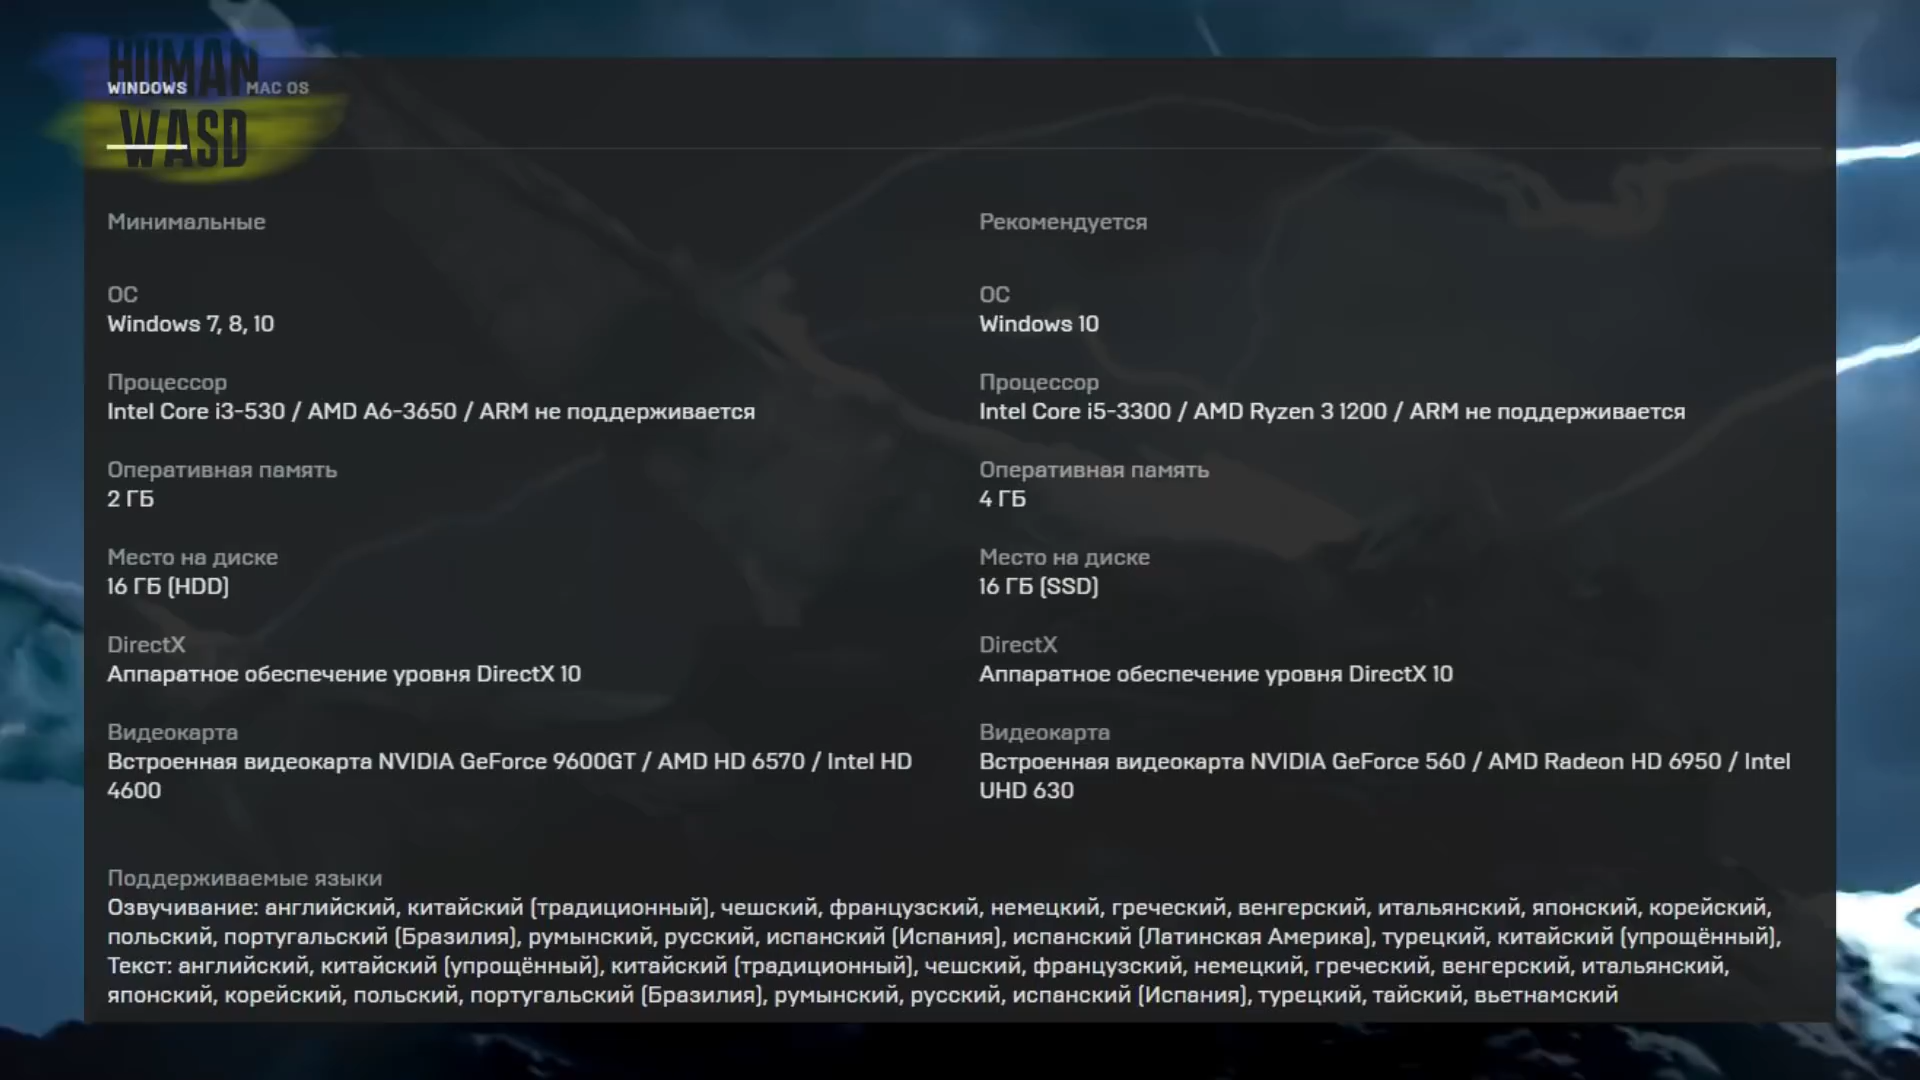 HUMAN
WINDOWS MAC OS
WASD
Минимальные
ОС
Windows 7, 8, 10
Процессор
Intel Core i3-530 / AMD A6-3650 / ARM не поддерживается
Оперативная память
2 ГБ
Место на диске
16 ГБ (HDD)
DirectX
Аппаратное обеспечение уровня DirectX 10
Видеокарта
Встроенная видеокарта NVIDIA GeForce 9600GT / AMD HD 6570 / Intel HD
4600
Рекомендуется
ОС
Windows 10
Процессор
Intel Core i5-3300 / AMD Ryzen 3 1200 / ARM не поддерживается
Оперативная память
4 ГБ
Место на диске
16 ГБ (SSD)
DirectX
Аппаратное обеспечение уровня DirectX 10
Видеокарта
Встроенная видеокарта NVIDIA GeForce 560 / AMD Radeon HD 6950 / Intel
UHD 630
Поддерживаемые языки
Озвучивание: английский, китайский (традиционный), чешский, французский, немецкий, греческий, венгерский, итальянский, японский, корейский,
польский, португальский (Бразилия), румынский, русский, испанский (Испания), испанский (Латинская Америка), турецкий, китайский (упрощённый),
Текст: английский, китайский (упрощённый), китайский (традиционный), чешский, французский, немецкий, греческий, венгерский, итальянский,
японский, корейский, польский, португальский (Бразилия), румынский, русский, испанский (Испания), турецкий, тайский, вьетнамский